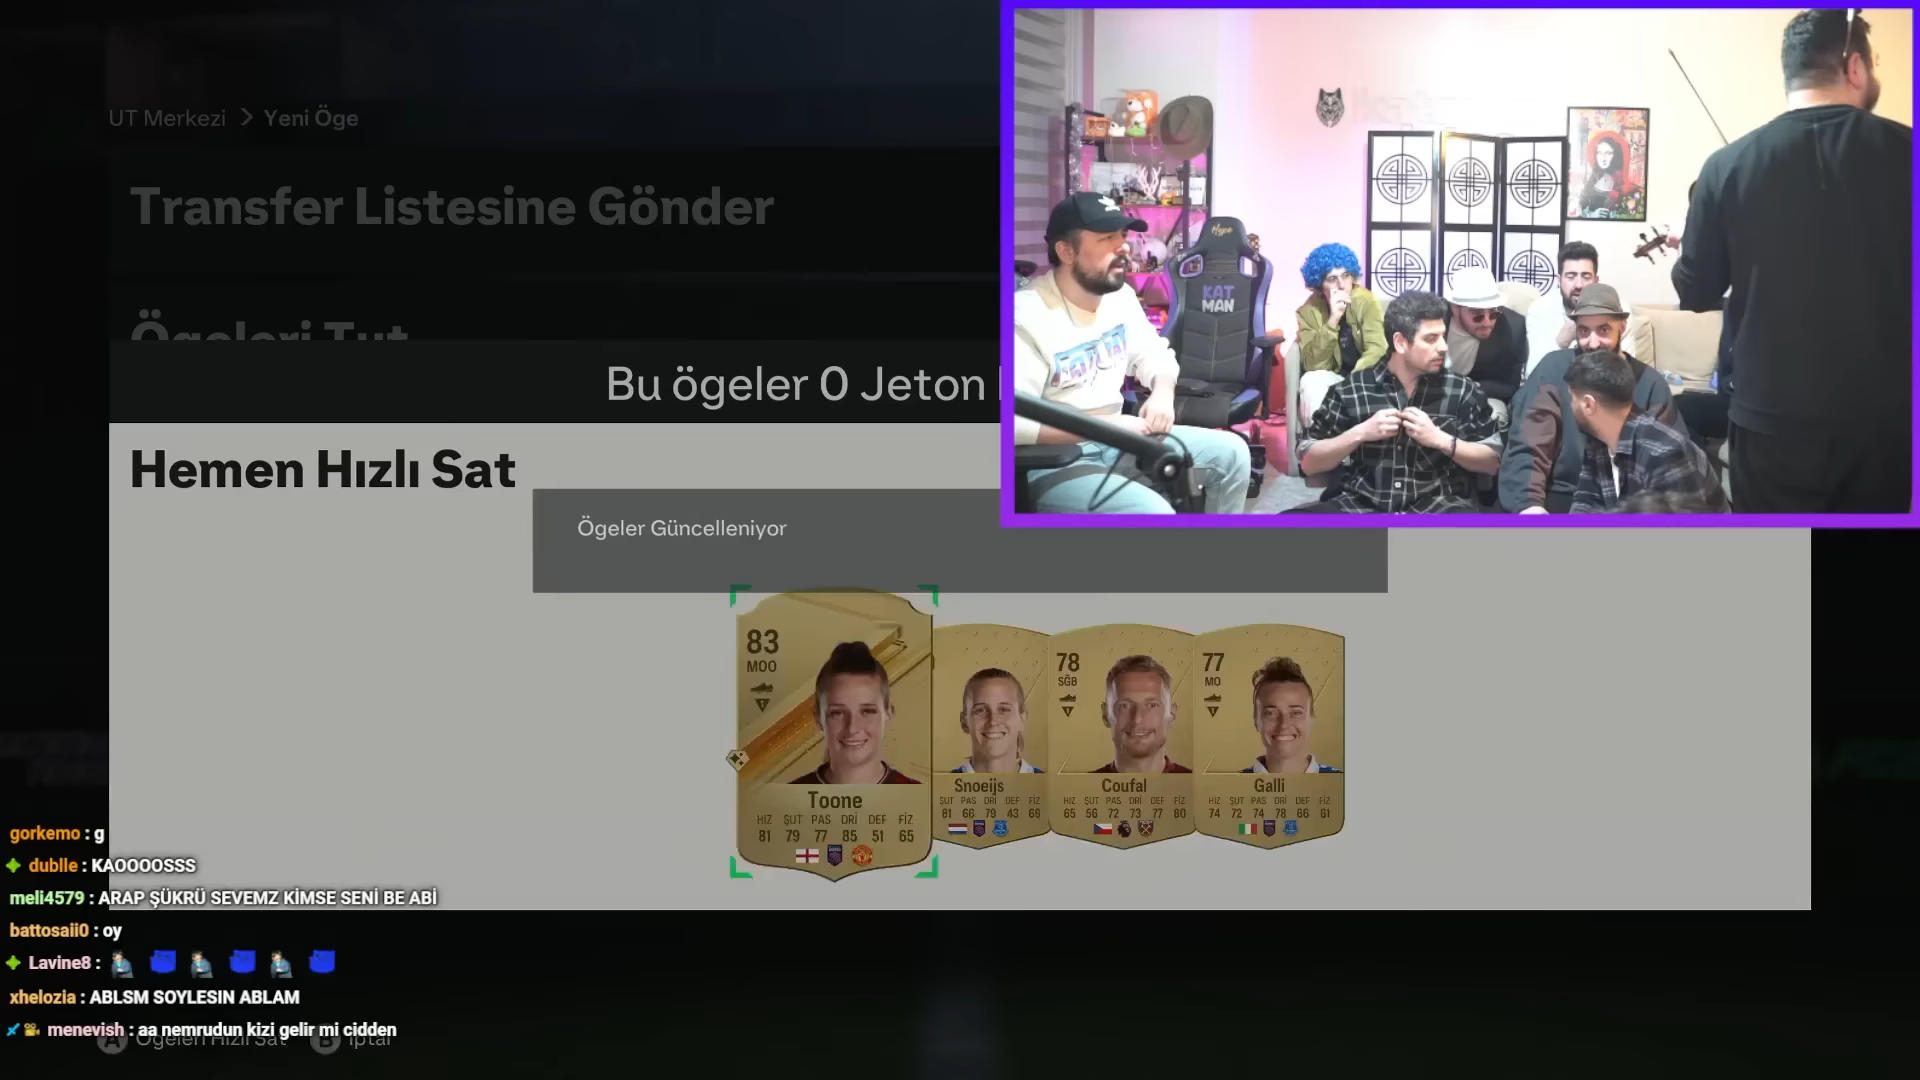 UT Merkezi > Yeni Öge
Transfer Listesine Gönder
Ögeleri Tut
Bu ögeler 0 Jeton
Hemen Hızlı Sat
Ögeler Güncelleniyor
83
MOO
Toone
HIZ ŞUT PAS DRİ DEF FİZ
81 79 77 85 51 65
Snoeijs
ŞUT PAS DRİ DEF FİZ
81 66 79 43 69
78
SĞB
Coufal
HIZ ŞUT PAS DRİ DEF FİZ
65 56 72 73 77 80
77
MO
Galli
HIZ ŞUT PAS DRİ DEF FİZ
74 72 74 78 66 61
KAT
MAN
gorkemo : g
dublle : KAOOOOSSS
meli4579 : ARAP ŞÜKRÜ SEVEMZ KİMSE SENİ BE ABİ
battosaii0 : oy
Lavine8 :
xhelozia : ABLSM SOYLESIN ABLAM
menevish : aa nemrudun kizi gelir mi cidden
A Ögeleri Hızlı Sat B İptal